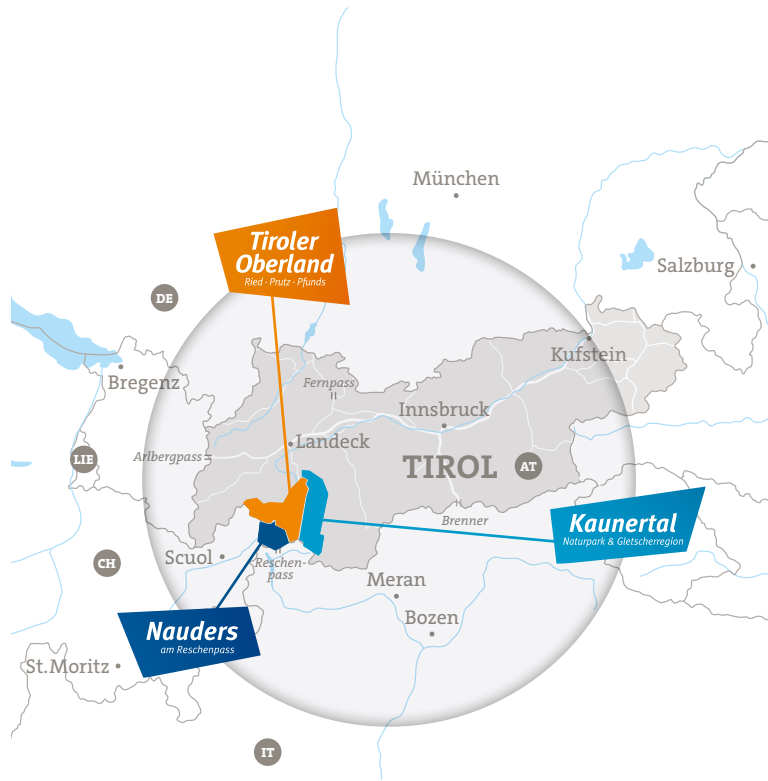 München
Tiroler
Oberland
Ried · Prutz · Pfunds
Salzburg
DE
Kufstein
Bregenz
Fernpass
Innsbruck
Landeck
Arlbergpass
LIE
TIROL
AT
Brenner
Kaunertal
Naturpark & Gletscherregion
Scuol
Reschen-
pass
CH
Meran
Bozen
Nauders
am Reschenpass
St. Moritz
IT